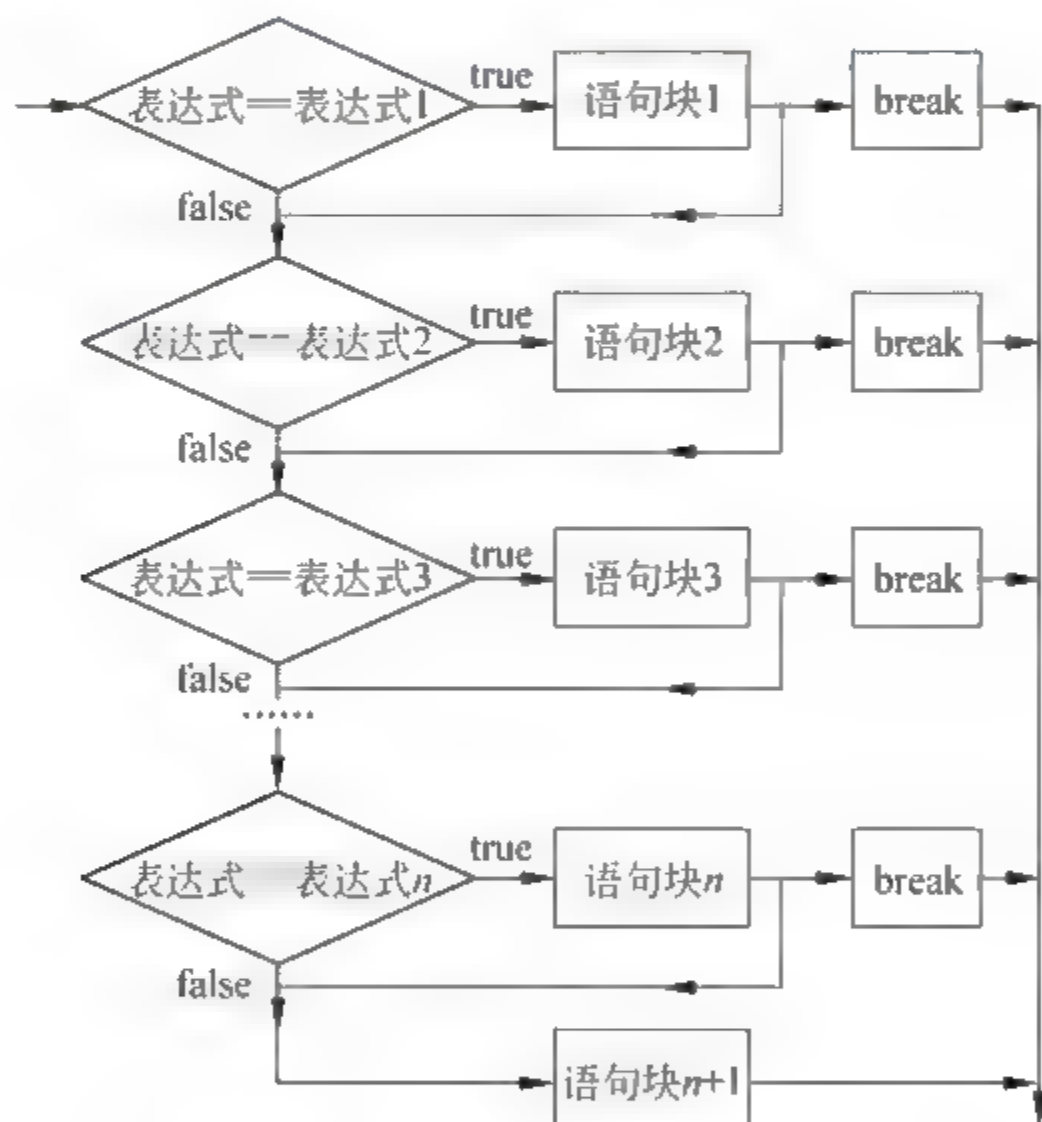 true
表达式==表达式1 语句块1 break
false
true
表达式--表达式2 语句块2 break
false
true
表达式==表达式3 语句块3 break
false
······
true
表达式 表达式n 语句块n break
false
语句块n+1